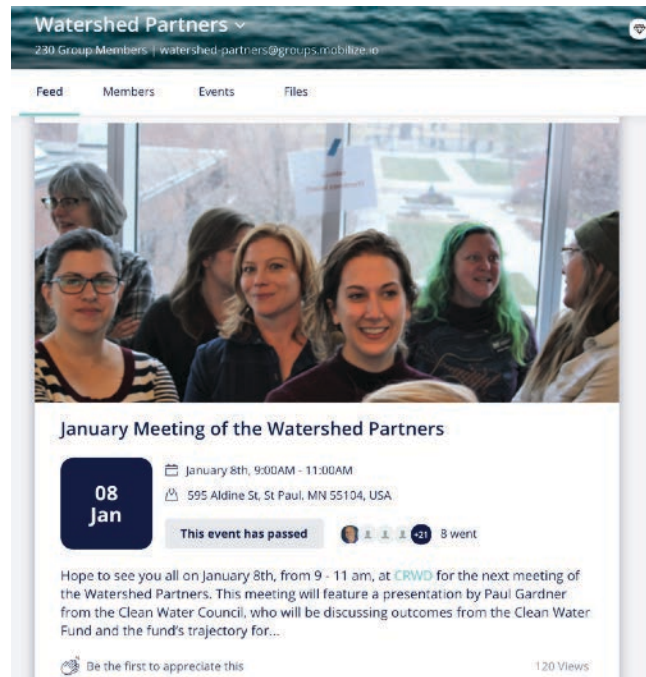 Watershed Partners
230 Group Members | watershed-partners@groups.mobilize.io
Feed Members Events Files
January Meeting of the Watershed Partners
08
Jan
January 8th, 9:00AM - 11:00AM
595 Aldine St, St Paul, MN 55104, USA
This event has passed
+21
8 went
Hope to see you all on January 8th, from 9 - 11 am, at CRWD for the next meeting of
the Watershed Partners. This meeting will feature a presentation by Paul Gardner
from the Clean Water Council, who will be discussing outcomes from the Clean Water
Fund and the fund's trajectory for...
Be the first to appreciate this
120 Views